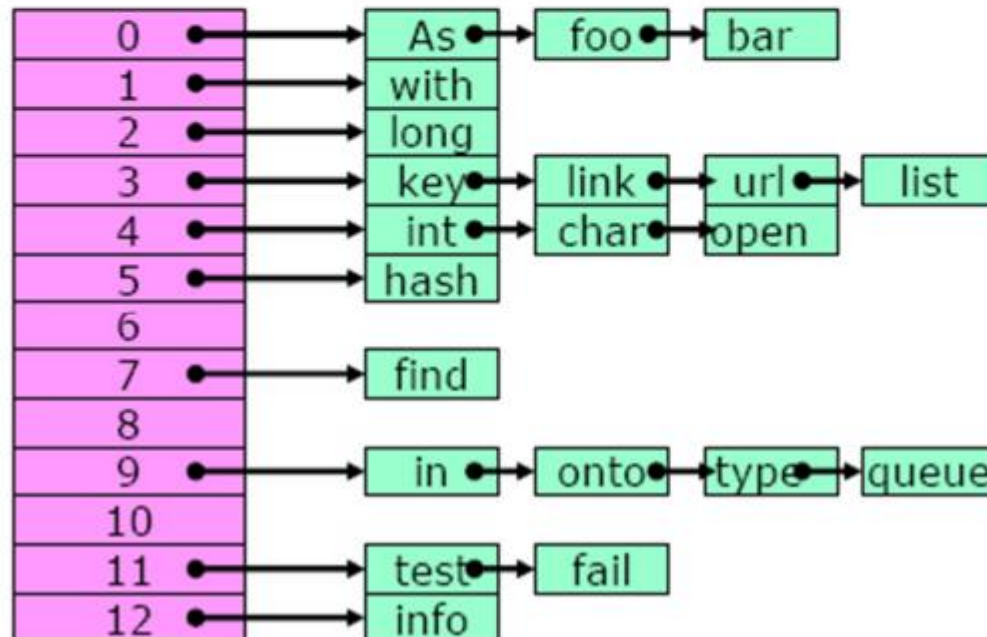 0 As foo bar
1 with
2 long
3 key link url list
4 int char open
5 hash
6
7 find
8
9 in onto type queue
10
11 test fail
12 info